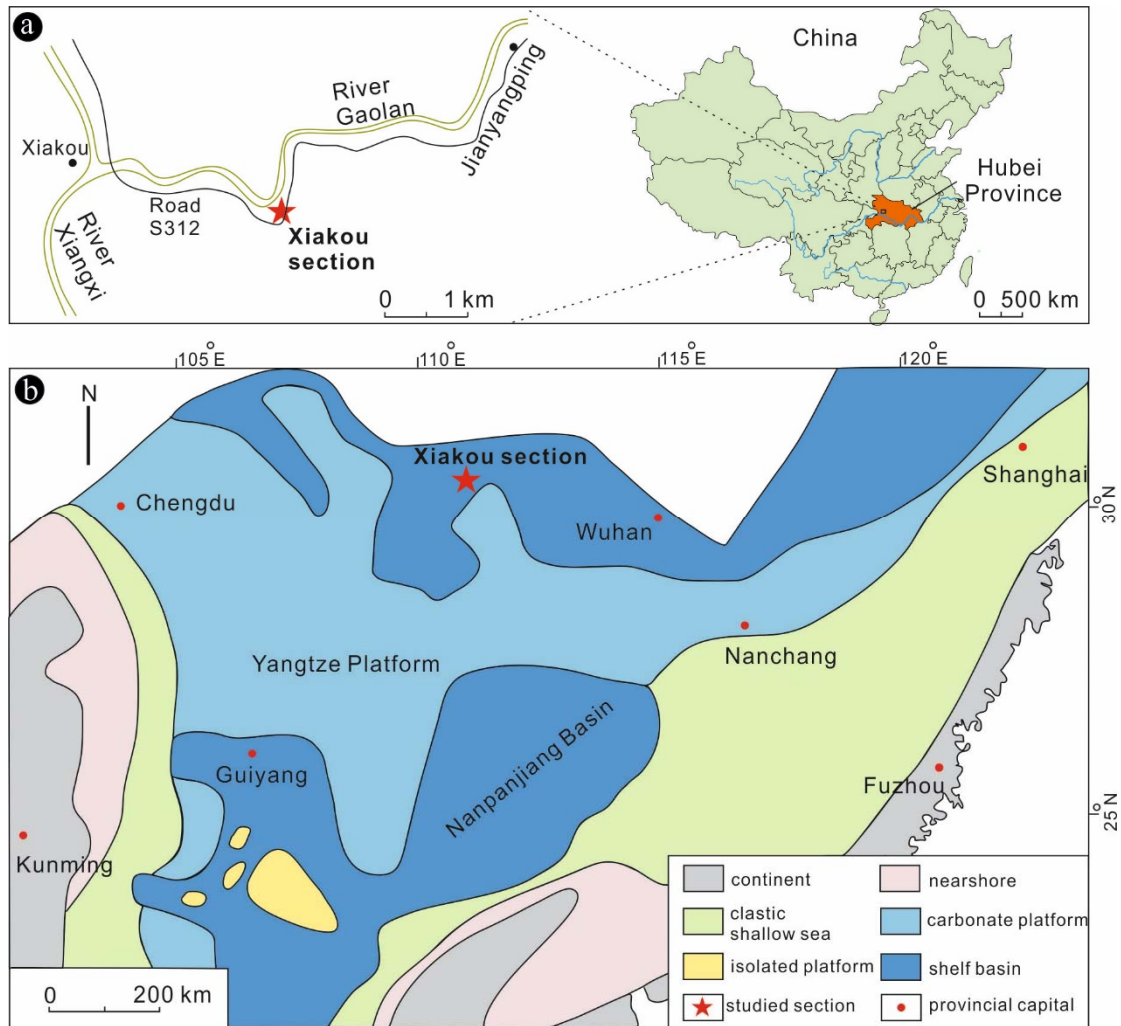 a
China
River
Gaolan
Jianyangping
Xiakou
Hubei
Province
Road
S312
Xiakou
section
River
Xiangxi
0 1 km
0 500 km
105°E
110°E
115°E
120°E
b
N
Xiakou section
Shanghai
Chengdu
30°N
Wuhan
Yangtze Platform
Nanchang
Nanpanjiang Basin
Guiyang
Fuzhou
25°N
Kunming
continent
nearshore
clastic
shallow sea
carbonate platform
isolated platform
shelf basin
0 200 km
studied section
provincial capital